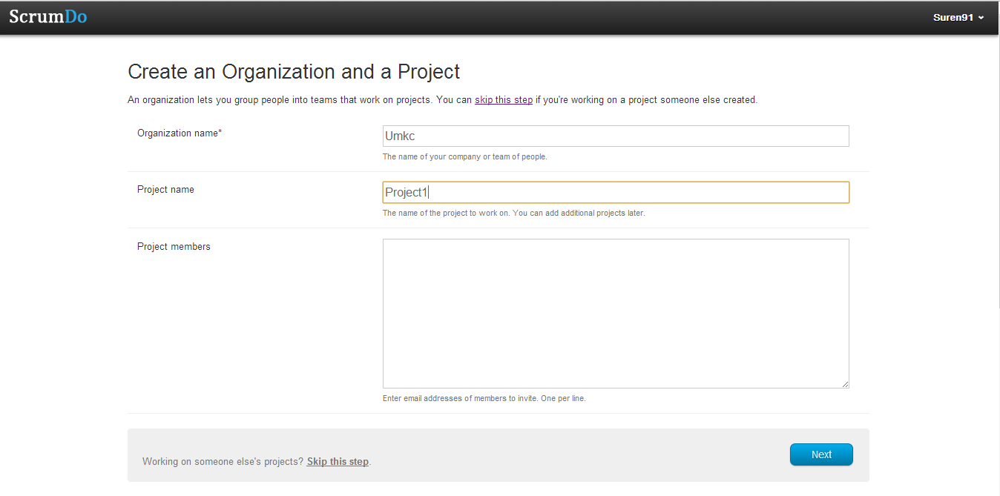 ScrumDo
Suren91
Create an Organization and a Project
An organization lets you group people into teams that work on projects. You can skip this step if you're working on a project someone else created.
Organization name*
Umkc
The name of your company or team of people.
Project name
Project1
The name of the project to work on. You can add additional projects later.
Project members
Enter email addresses of members to invite. One per line.
Working on someone else's projects? Skip this step.
Next